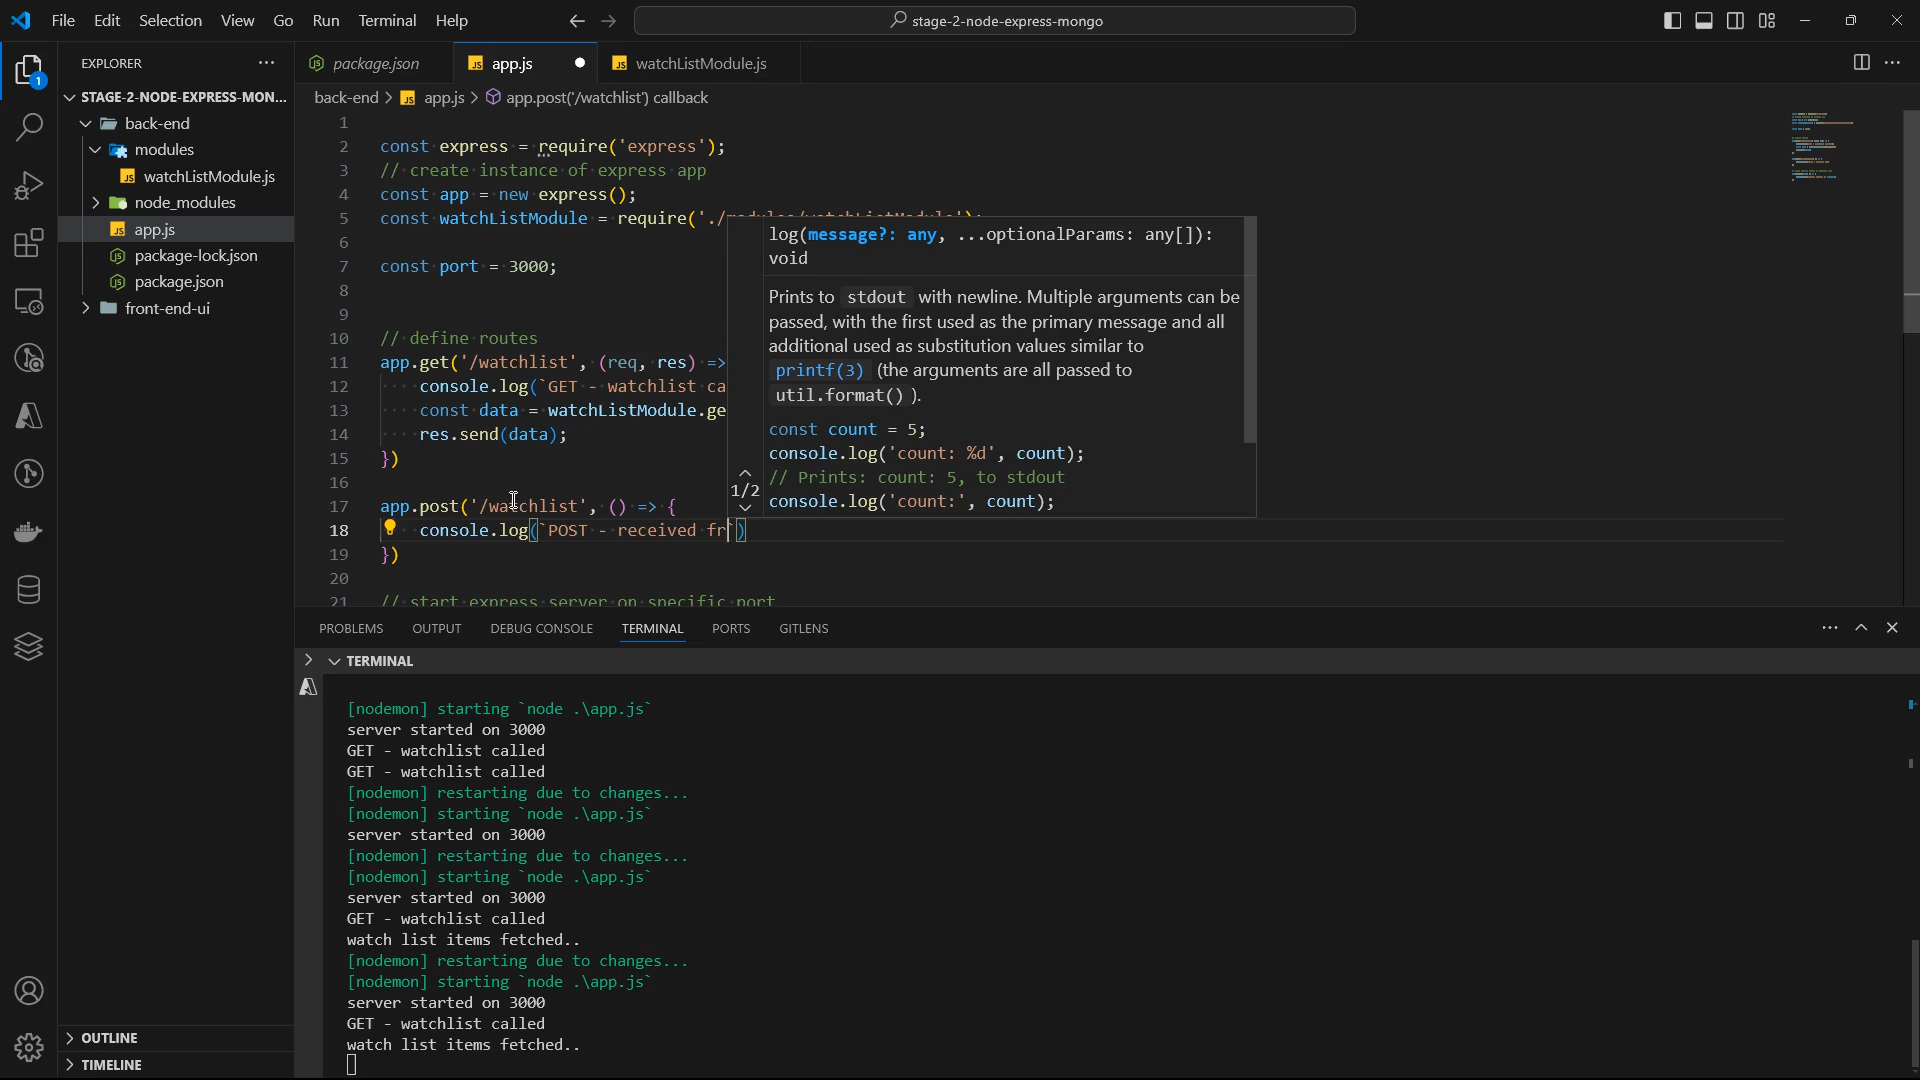 File Edit Selection View Go Run Terminal Help
stage-2-node-express-mongo
EXPLORER
STAGE-2-NODE-EXPRESS-MON...
back-end
modules
watchListModule.js
node_modules
app.js
package-lock.json
package.json
front-end-ui
OUTLINE
TIMELINE
1
package.json
app.js
watchListModule.js
back-end > app.js > app.post('/watchlist') callback
1
2 const express = require('express');
3 // create instance of express app
4 const app = new express();
5 const watchListModule = require('./modules/watchListModule');
6
7 const port = 3000;
8
9
10 // define routes
11 app.get('/watchlist', (req, res) =>
12 console.log(`GET - watchlist ca
13 const data = watchListModule.ge
14 res.send(data);
15 })
16
17 app.post('/watchlist', () => {
18 console.log(`POST - received fr`)
19 })
20
21 // start express server on specific port
log(message?: any, ...optionalParams: any[]):
void
Prints to stdout with newline. Multiple arguments can be
passed, with the first used as the primary message and all
additional used as substitution values similar to
printf(3) (the arguments are all passed to
util.format() ).
const count = 5;
console.log('count: %d', count);
// Prints: count: 5, to stdout
console.log('count:', count);
1/2
PROBLEMS OUTPUT DEBUG CONSOLE TERMINAL PORTS GITLENS
TERMINAL
[nodemon] starting `node .\app.js`
server started on 3000
GET - watchlist called
GET - watchlist called
[nodemon] restarting due to changes...
[nodemon] starting `node .\app.js`
server started on 3000
[nodemon] restarting due to changes...
[nodemon] starting `node .\app.js`
server started on 3000
GET - watchlist called
watch list items fetched..
[nodemon] restarting due to changes...
[nodemon] starting `node .\app.js`
server started on 3000
GET - watchlist called
watch list items fetched..